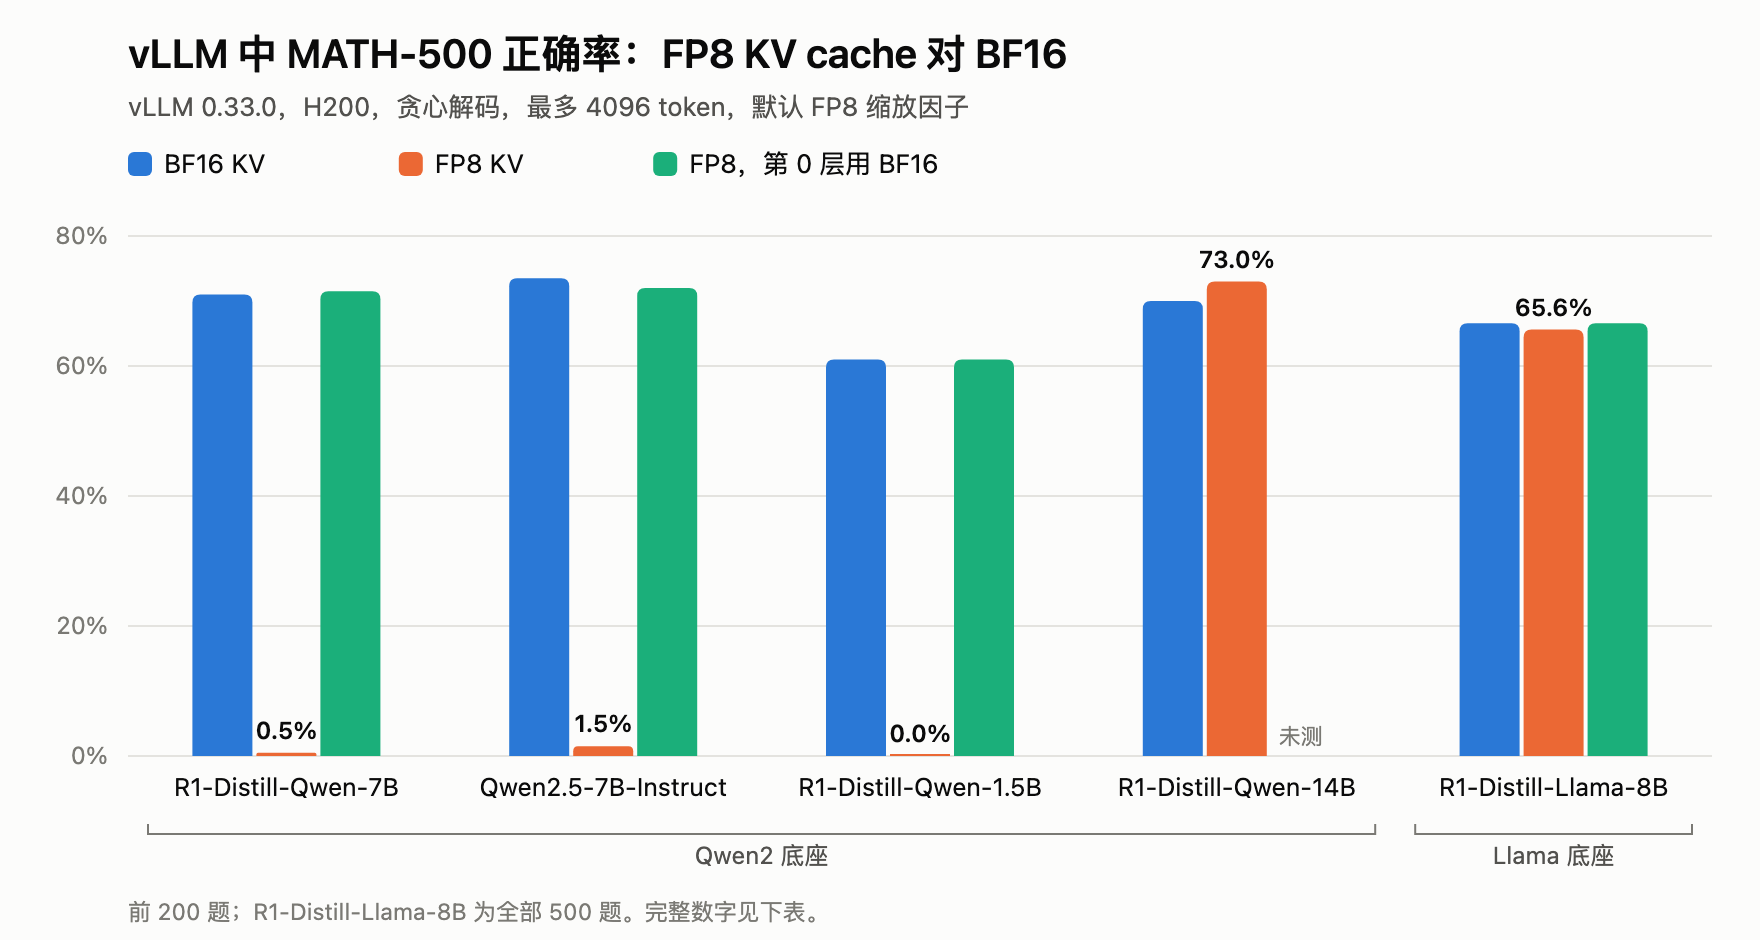 vLLM 中 MATH-500 正确率：FP8 KV cache 对 BF16
vLLM 0.33.0，H200，贪心解码，最多 4096 token，默认 FP8 缩放因子
BF16 KV
FP8 KV
FP8，第 0 层用 BF16
80%
60%
40%
20%
0%
0.5%
1.5%
0.0%
73.0%
未测
65.6%
R1-Distill-Qwen-7B
Qwen2.5-7B-Instruct
R1-Distill-Qwen-1.5B
R1-Distill-Qwen-14B
R1-Distill-Llama-8B
Qwen2 底座
Llama 底座
前 200 题；R1-Distill-Llama-8B 为全部 500 题。完整数字见下表。